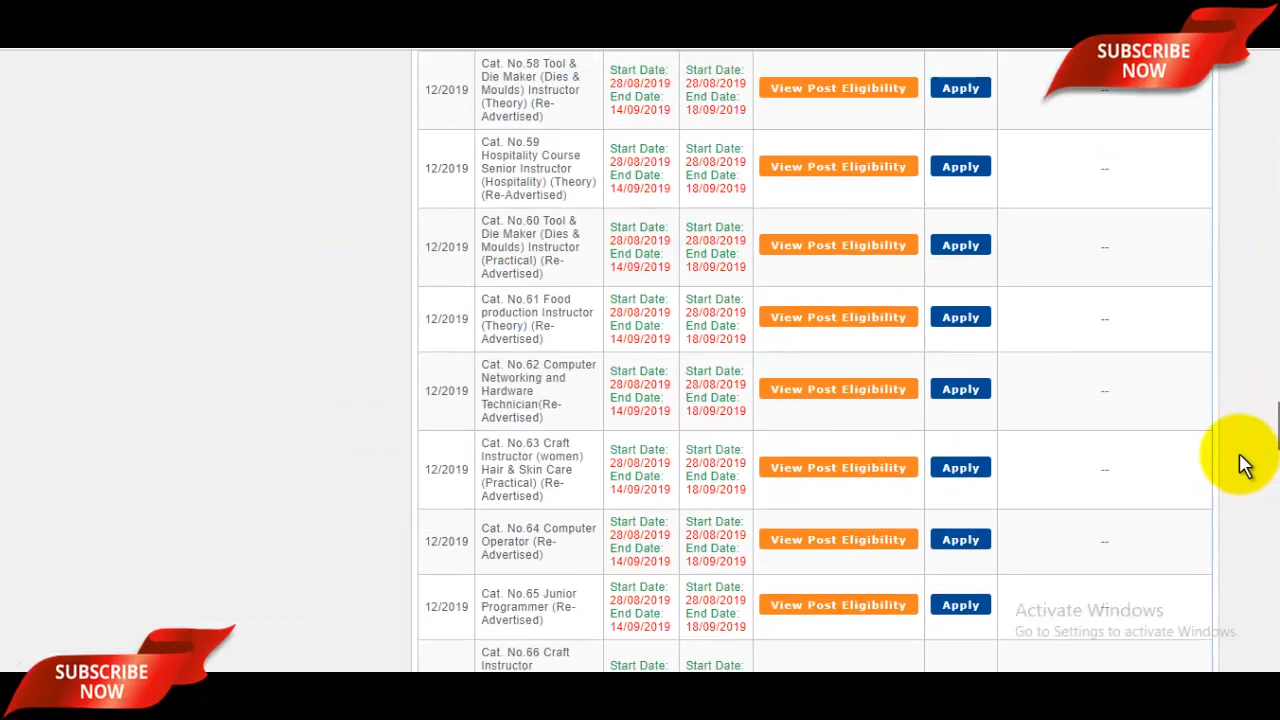 SUBSCRIBE
NOW
12/2019
Cat. No.58 Tool &
Die Maker (Dies &
Moulds) Instructor
(Theory) (Re-
Advertised)
Start Date:
28/08/2019
End Date:
14/09/2019
Start Date:
28/08/2019
End Date:
18/09/2019
View Post Eligibility
Apply
--
12/2019
Cat. No.59
Hospitality Course
Senior Instructor
(Hospitality) (Theory)
(Re-Advertised)
Start Date:
28/08/2019
End Date:
14/09/2019
Start Date:
28/08/2019
End Date:
18/09/2019
View Post Eligibility
Apply
--
12/2019
Cat. No.60 Tool &
Die Maker (Dies &
Moulds) Instructor
(Practical) (Re-
Advertised)
Start Date:
28/08/2019
End Date:
14/09/2019
Start Date:
28/08/2019
End Date:
18/09/2019
View Post Eligibility
Apply
--
12/2019
Cat. No.61 Food
production Instructor
(Theory) (Re-
Advertised)
Start Date:
28/08/2019
End Date:
14/09/2019
Start Date:
28/08/2019
End Date:
18/09/2019
View Post Eligibility
Apply
--
12/2019
Cat. No.62 Computer
Networking and
Hardware
Technician(Re-
Advertised)
Start Date:
28/08/2019
End Date:
14/09/2019
Start Date:
28/08/2019
End Date:
18/09/2019
View Post Eligibility
Apply
--
12/2019
Cat. No.63 Craft
Instructor (women)
Hair & Skin Care
(Practical) (Re-
Advertised)
Start Date:
28/08/2019
End Date:
14/09/2019
Start Date:
28/08/2019
End Date:
18/09/2019
View Post Eligibility
Apply
--
12/2019
Cat. No.64 Computer
Operator (Re-
Advertised)
Start Date:
28/08/2019
End Date:
14/09/2019
Start Date:
28/08/2019
End Date:
18/09/2019
View Post Eligibility
Apply
--
12/2019
Cat. No.65 Junior
Programmer (Re-
Advertised)
Start Date:
28/08/2019
End Date:
14/09/2019
Start Date:
28/08/2019
End Date:
18/09/2019
View Post Eligibility
Apply
--
Cat. No.66 Craft
Instructor
Start Date:
Start Date:
Activate Windows
Go to Settings to activate Windows.
SUBSCRIBE
NOW